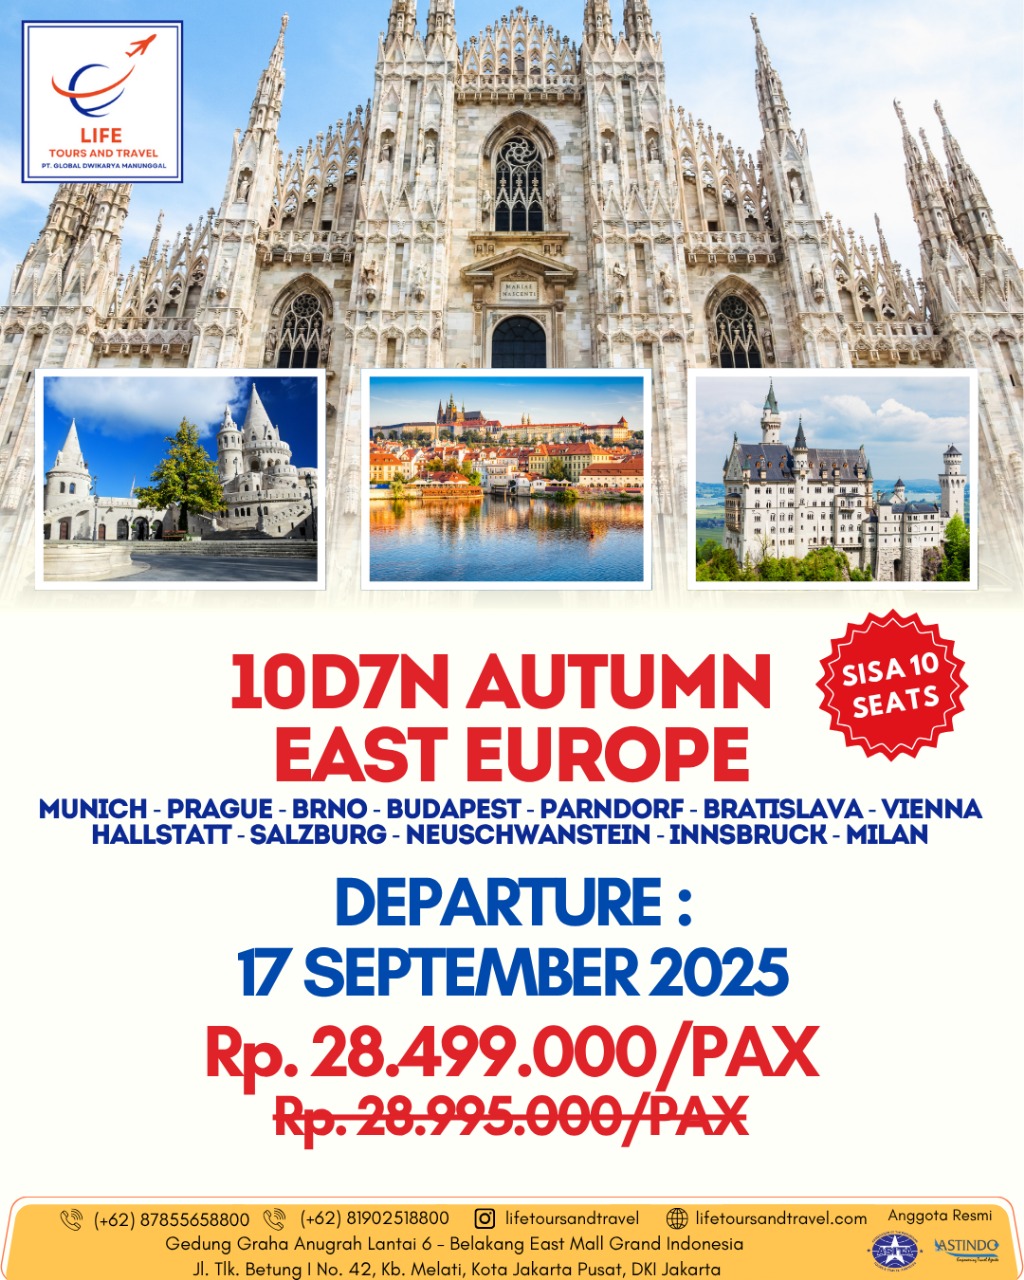 LIFE
TOURS AND TRAVEL
PT. GLOBAL DWIKARYA MANUNGGAL
MARIAE
NASCENTI
10D7N AUTUMN
EAST EUROPE
SISA 10
SEATS
MUNICH - PRAGUE - BRNO - BUDAPEST - PARNDORF - BRATISLAVA - VIENNA
HALLSTATT - SALZBURG - NEUSCHWANSTEIN - INNSBRUCK - MILAN
DEPARTURE :
17 SEPTEMBER 2025
Rp. 28.499.000/PAX
Rp. 28.995.000/PAX
(+62) 87855658800 (+62) 81902518800 lifetoursandtravel lifetoursandtravel.com Anggota Resmi
Gedung Graha Anugrah Lantai 6 - Belakang East Mall Grand Indonesia
Jl. Tlk. Betung I No. 42, Kb. Melati, Kota Jakarta Pusat, DKI Jakarta
ASITA
ASTINDO